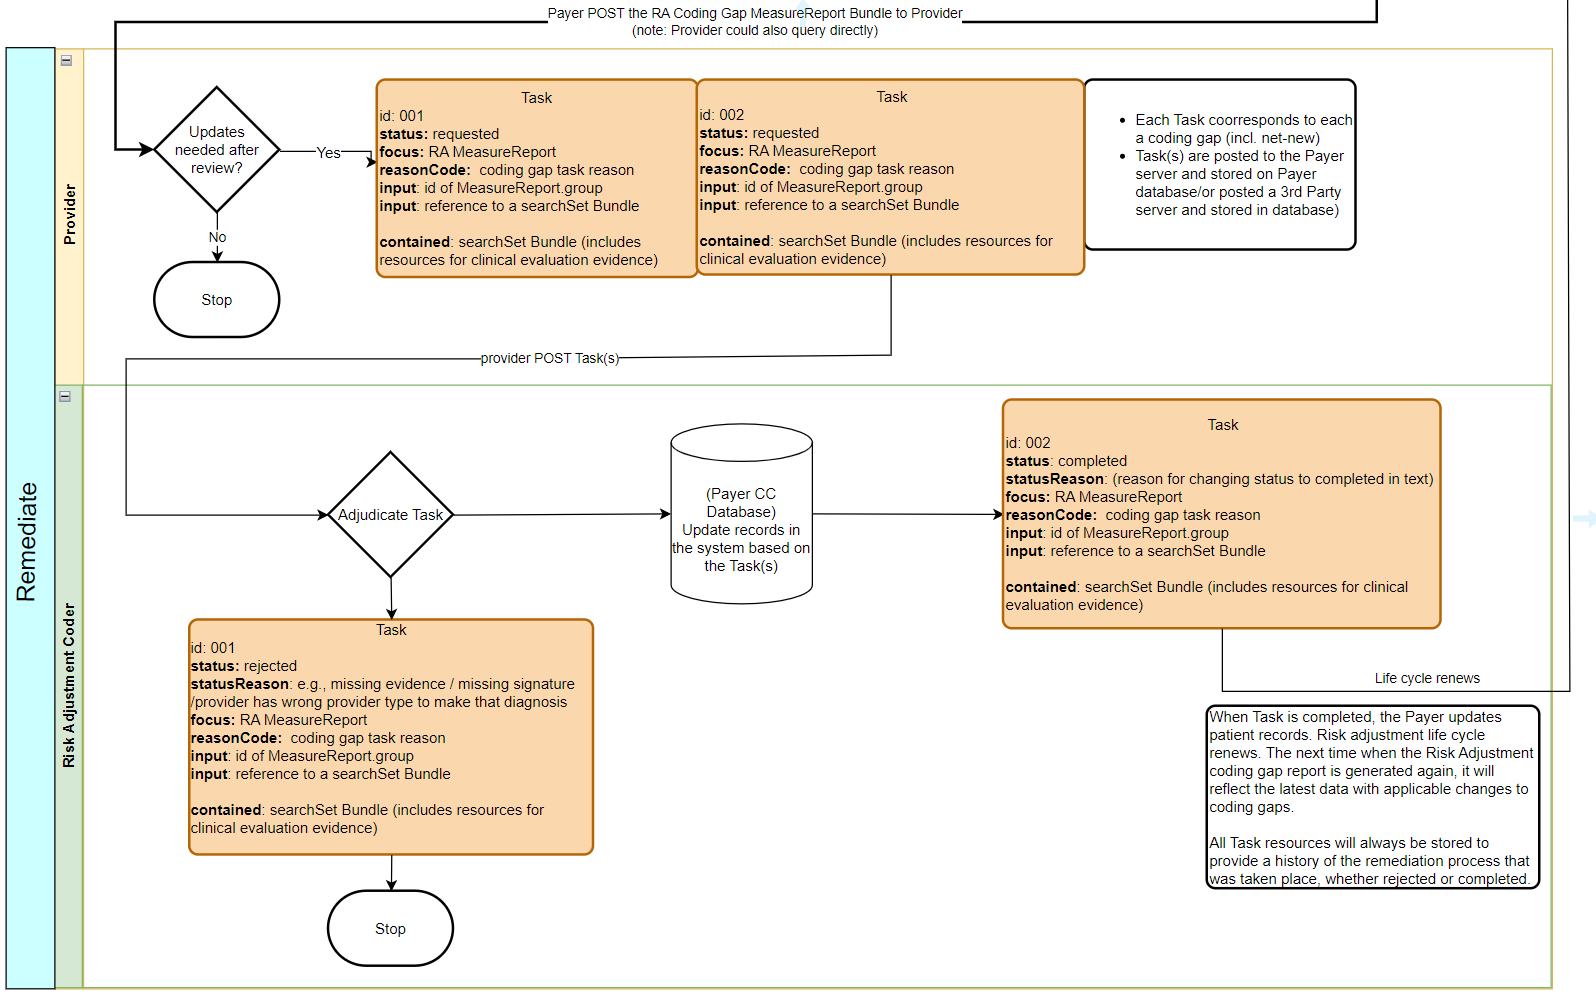 Payer POST the RA Coding Gap MeasureReport Bundle to Provider
(note: Provider could also query directly)
Remediate
Provider
Updates
needed after
review?
Yes
No
Stop
Task
id: 001
status: requested
focus: RA MeasureReport
reasonCode: coding gap task reason
input: id of MeasureReport.group
input: reference to a searchSet Bundle
contained: searchSet Bundle (includes
resources for clinical evaluation evidence)
Task
id: 002
status: requested
focus: RA MeasureReport
reasonCode: coding gap task reason
input: id of MeasureReport.group
input: reference to a searchSet Bundle
contained: searchSet Bundle (includes resources for
clinical evaluation evidence)
• Each Task coorresponds to each
a coding gap (incl. net-new)
• Task(s) are posted to the Payer
server and stored on Payer
database/or posted a 3rd Party
server and stored in database)
provider POST Task(s)
Risk Adjustment Coder
Adjudicate Task
(Payer CC
Database)
Update records in
the system based on
the Task(s)
Task
id: 002
status: completed
statusReason: (reason for changing status to completed in text)
focus: RA MeasureReport
reasonCode: coding gap task reason
input: id of MeasureReport.group
input: reference to a searchSet Bundle
contained: searchSet Bundle (includes resources for clinical
evaluation evidence)
Task
id: 001
status: rejected
statusReason: e.g., missing evidence / missing signature
/provider has wrong provider type to make that diagnosis
focus: RA MeasureReport
reasonCode: coding gap task reason
input: id of MeasureReport.group
input: reference to a searchSet Bundle
contained: searchSet Bundle (includes resources for
clinical evaluation evidence)
Stop
Life cycle renews
When Task is completed, the Payer updates
patient records. Risk adjustment life cycle
renews. The next time when the Risk Adjustment
coding gap report is generated again, it will
reflect the latest data with applicable changes to
coding gaps.
All Task resources will always be stored to
provide a history of the remediation process that
was taken place, whether rejected or completed.